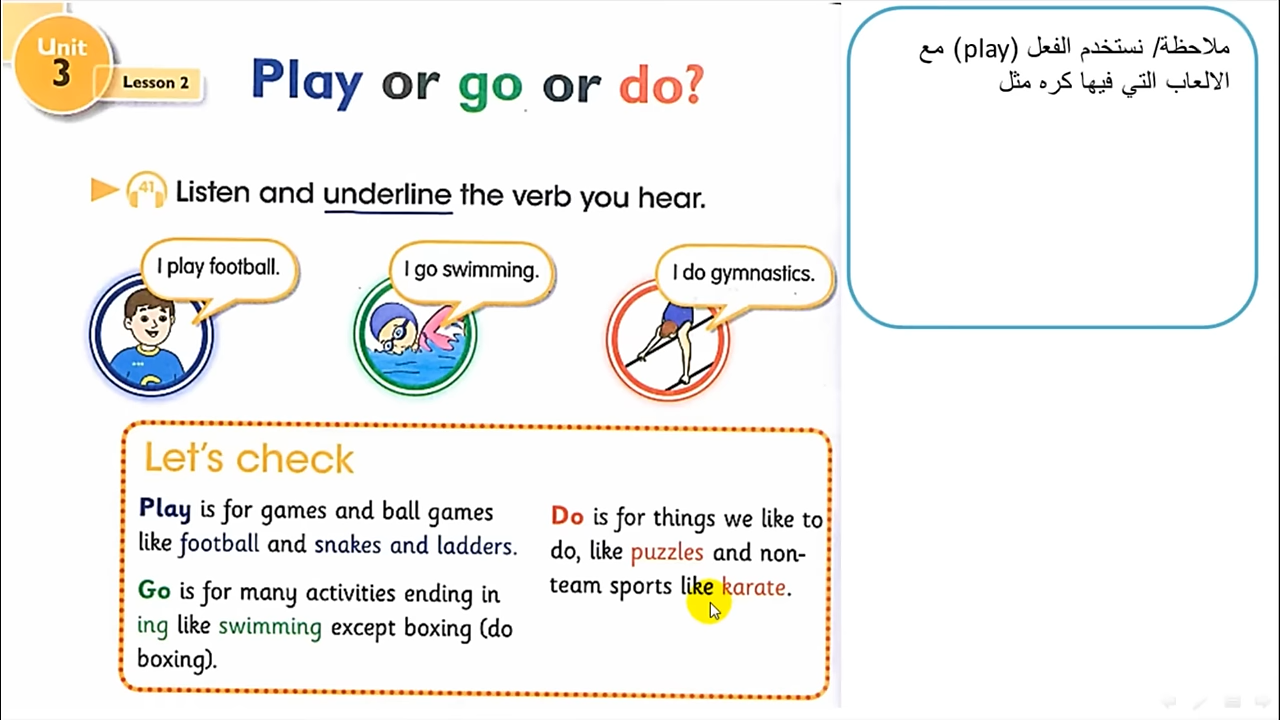 Unit
3
Lesson 2
Play or go or do?
41
Listen and underline the verb you hear.
I play football.
I go swimming.
I do gymnastics.
Let's check
Play is for games and ball games
like football and snakes and ladders.
Go is for many activities ending in
ing like swimming except boxing (do
boxing).
Do is for things we like to
do, like puzzles and non-
team sports like karate.
ملاحظة/ نستخدم الفعل (play) مع
الالعاب التي فيها كره مثل